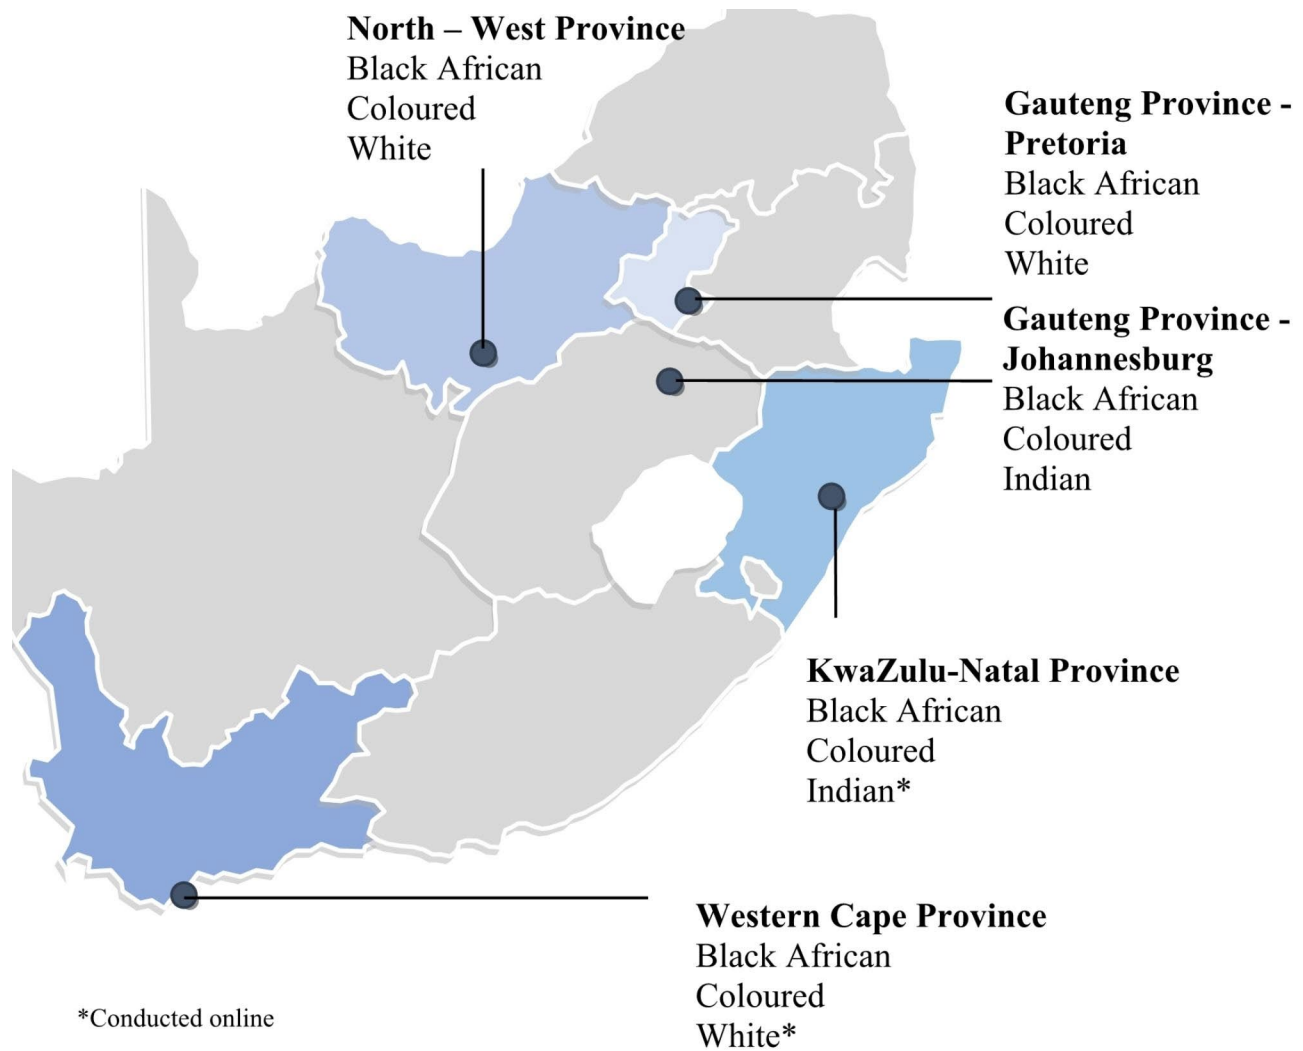 North – West Province
Black African
Coloured
White
Gauteng Province -
Pretoria
Black African
Coloured
White
Gauteng Province -
Johannesburg
Black African
Coloured
Indian
KwaZulu-Natal Province
Black African
Coloured
Indian*
Western Cape Province
Black African
Coloured
White*
*Conducted online